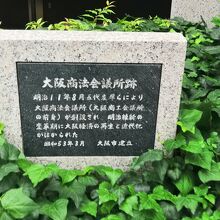 大阪商法会議所跡
明治11年8月五代友厚らにより
大阪商法会議所（大阪商工会議所
の前身）が創設され 明治維新の
変革期に大阪経済の再生と近代化
がはかられた
昭和53年3月 大阪市建立